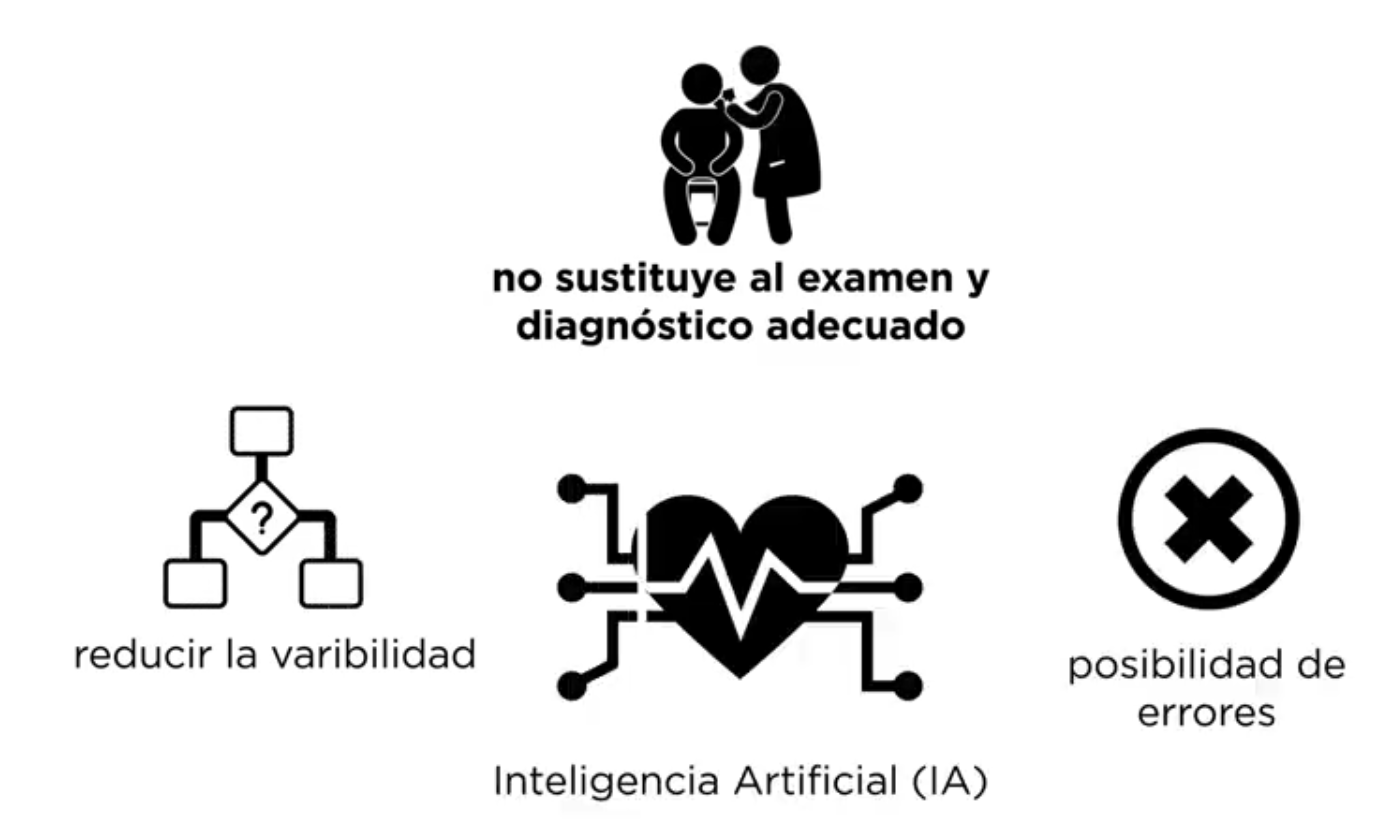 no sustituye al examen y
diagnóstico adecuado
?
reducir la varibilidad
posibilidad de
errores
Inteligencia Artificial (IA)